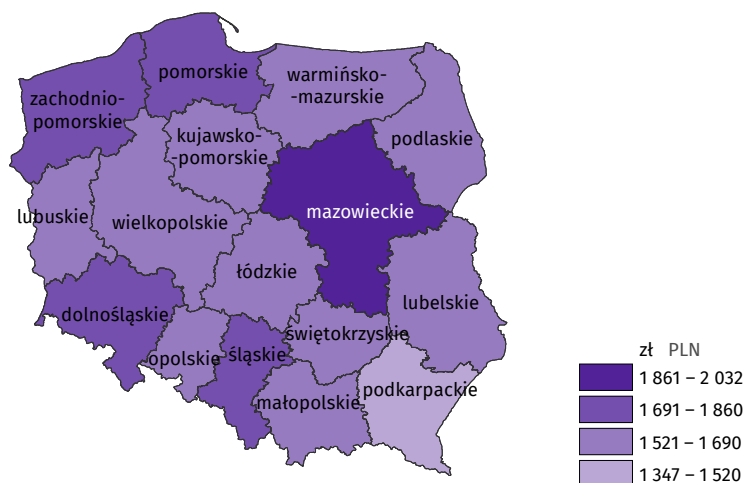 pomorskie
warmińsko-
-mazurskie
zachodnio-
pomorskie
kujawsko-
-pomorskie
podlaskie
mazowieckie
lubuskie
wielkopolskie
łódzkie
lubelskie
dolnośląskie
świętokrzyskie
opolskie
śląskie
podkarpackie
małopolskie
zł PLN
1 861 – 2 032
1 691 – 1 860
1 521 – 1 690
1 347 – 1 520